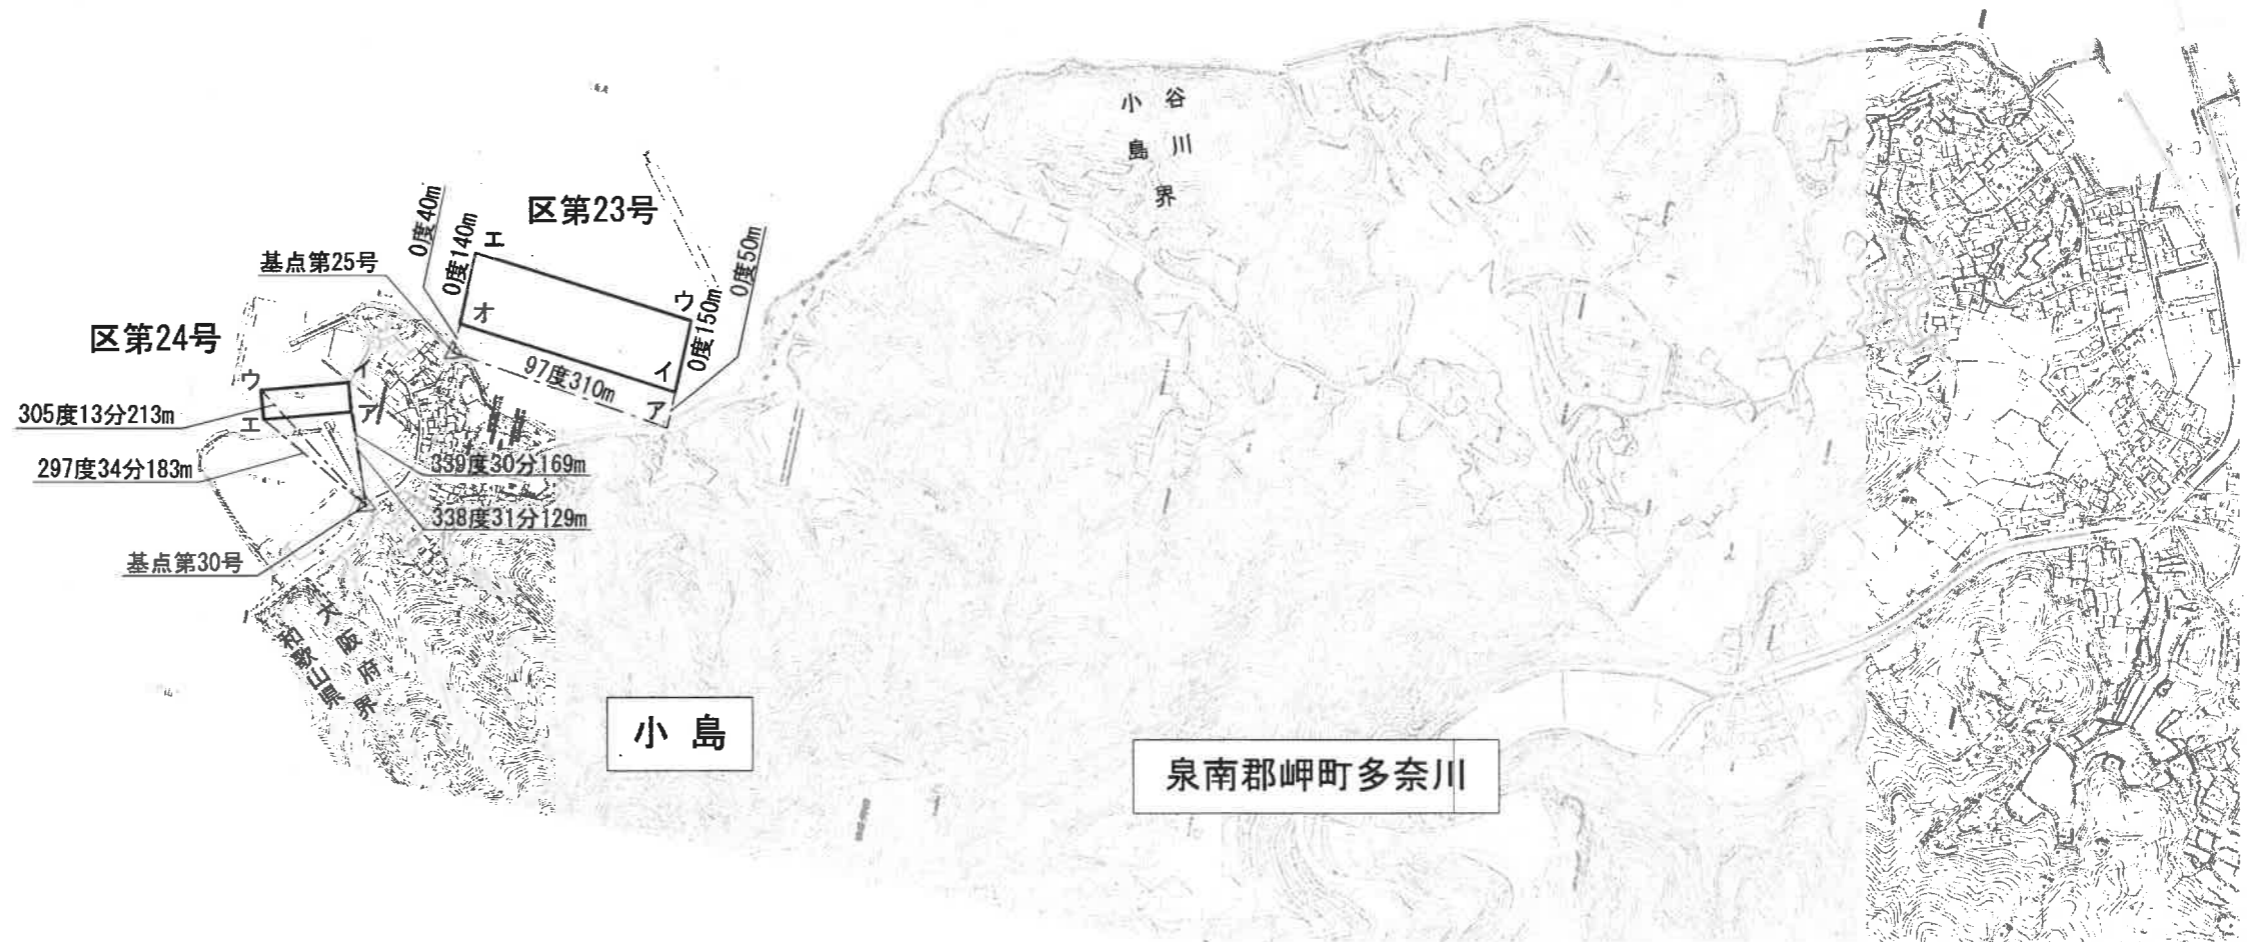 小 谷
島 川
界
区第23号
0度40m
0度140m
エ
ウ
オ
イ
ア
0度150m
0度50m
97度310m
基点第25号
区第24号
ウ
イ
エ
ア
305度13分213m
297度34分183m
339度30分169m
338度31分129m
基点第30号
大阪府界
和歌山県
小 島
泉南郡岬町多奈川